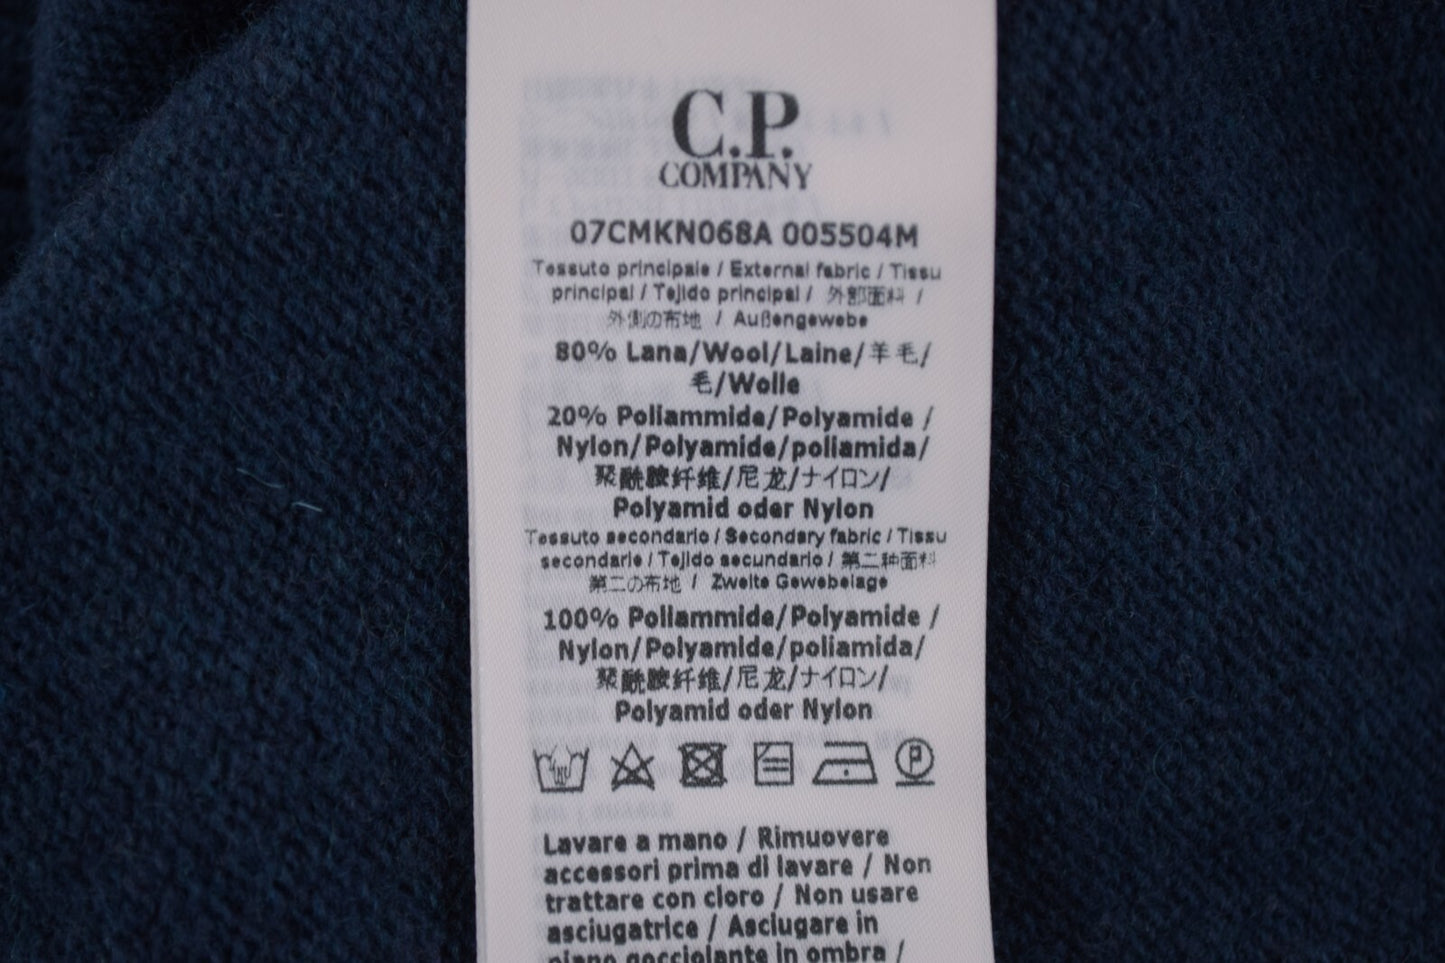 C.P.
COMPANY
07CMKN068A 005504M
Tessuto principale / External fabric / Tissu
principal / Tejido principal / 外部面料 /
外側の布地 / Außengewebe
80% Lana/Wool/Laine/羊毛/
毛/Wolle
20% Poliammide/Polyamide /
Nylon/Polyamide/poliamida/
聚酰胺纤维/尼龙/ナイロン/
Polyamid oder Nylon
Tessuto secondario / Secondary fabric / Tissu
secondarie / Tejido secundario / 第二种面料
第二の布地 / Zweite Gewebelage
100% Poliammide/Polyamide /
Nylon/Polyamide/poliamida/
聚酰胺纤维/尼龙/ナイロン/
Polyamid oder Nylon
P
Lavare a mano / Rimuovere
accessori prima di lavare / Non
trattare con cloro / Non usare
asciugatrice / Asciugare in
piano gocciolante in ombra /